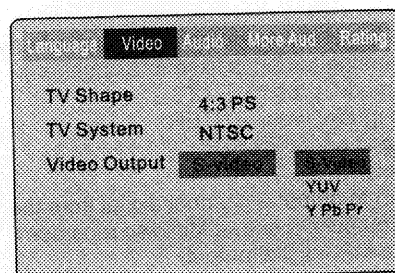 Language Video Audio More Aud Rating
TV Shape 4:3 PS
TV System NTSC
Video Output S-Video S-Video
YUV
Y Pb Pr